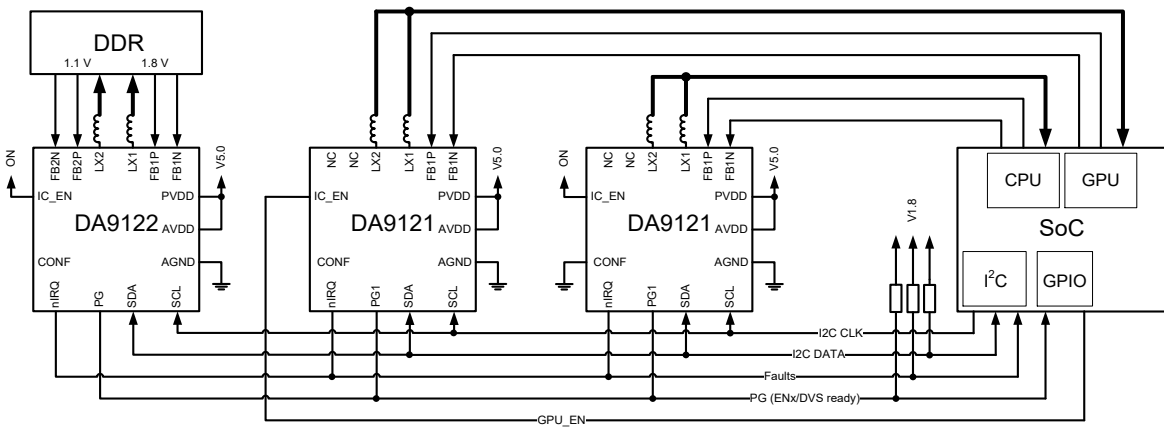 DDR
1.1 V
1.8 V
FB2N
FB2P
LX2
LX1
FB1P
FB1N
ON
IC_EN
V5.0
PVDD
AVDD
DA9122
CONF
AGND
nIRQ
PG
SDA
SCL
NC
NC
LX2
LX1
FB1P
FB1N
IC_EN
V5.0
PVDD
AVDD
DA9121
CONF
AGND
nIRQ
PG1
SDA
SCL
ON
NC
NC
LX2
LX1
FB1P
FB1N
IC_EN
V5.0
PVDD
AVDD
DA9121
CONF
AGND
nIRQ
PG1
SDA
SCL
V1.8
CPU
GPU
SoC
I²C
GPIO
I2C CLK
I2C DATA
Faults
PG (ENx/DVS ready)
GPU_EN